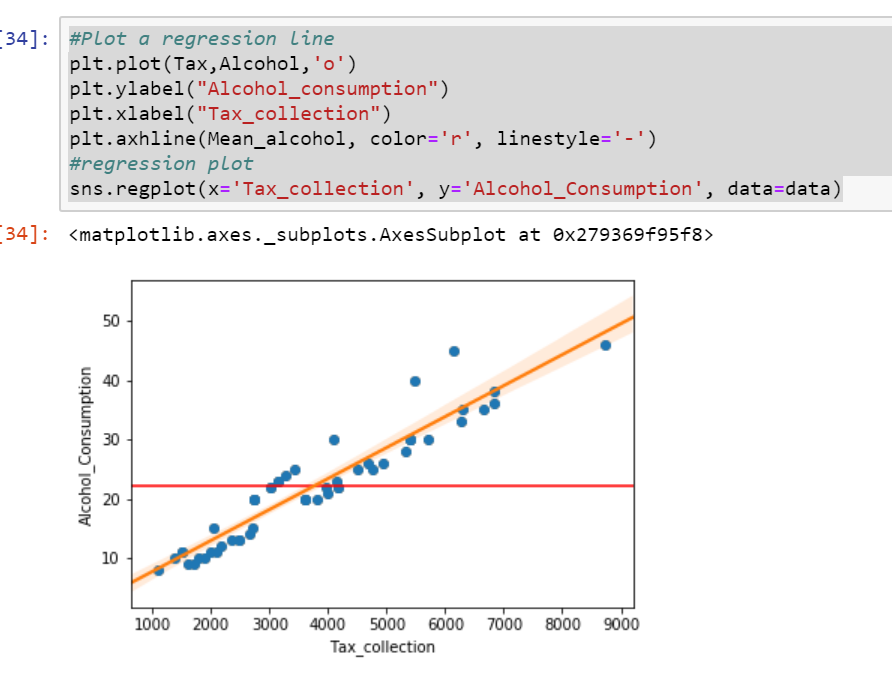 [34]: #Plot a regression line
plt.plot(Tax,Alcohol,'o')
plt.ylabel("Alcohol_consumption")
plt.xlabel("Tax_collection")
plt.axhline(Mean_alcohol, color='r', linestyle='-')
#regression plot
sns.regplot(x='Tax_collection', y='Alcohol_Consumption', data=data)
[34]: <matplotlib.axes._subplots.AxesSubplot at 0x279369f95f8>
50
40
30
20
10
Alcohol_Consumption
1000 2000 3000 4000 5000 6000 7000 8000 9000
Tax_collection